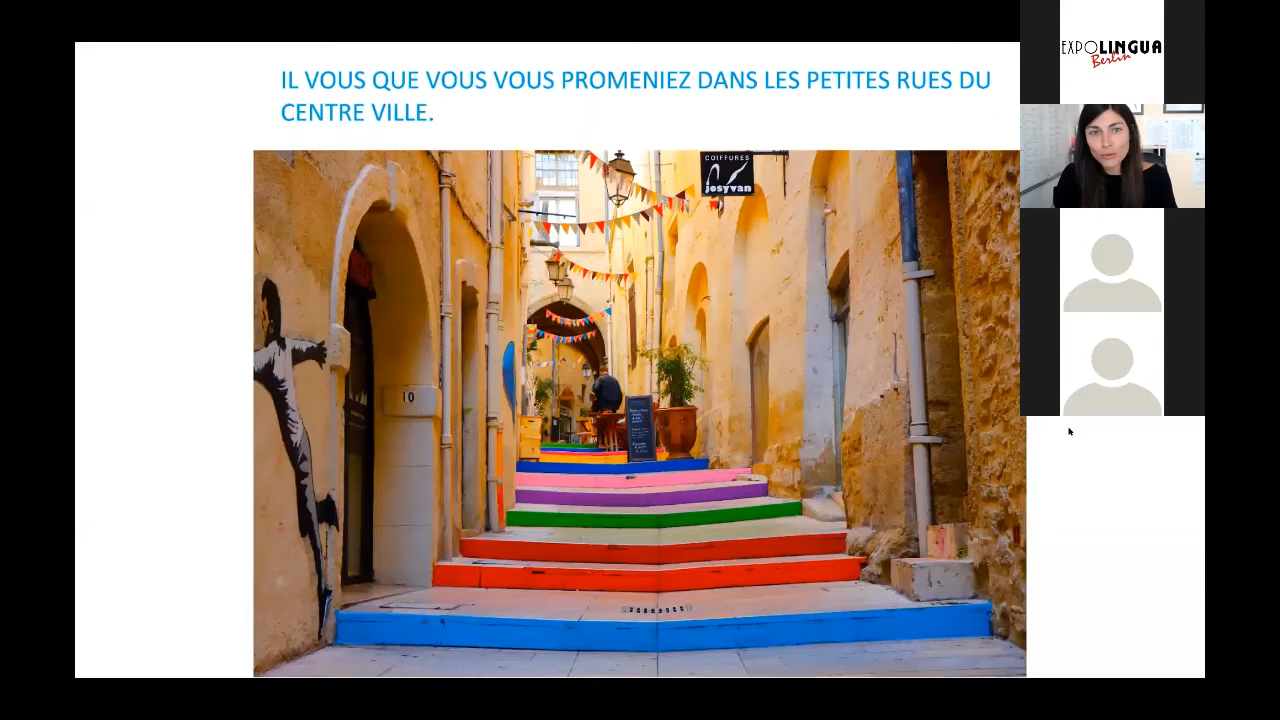 IL VOUS QUE VOUS VOUS PROMENIEZ DANS LES PETITES RUES DU
CENTRE VILLE.
EXPOLINGUA
Berlin
COIFFURES
josyvan
10